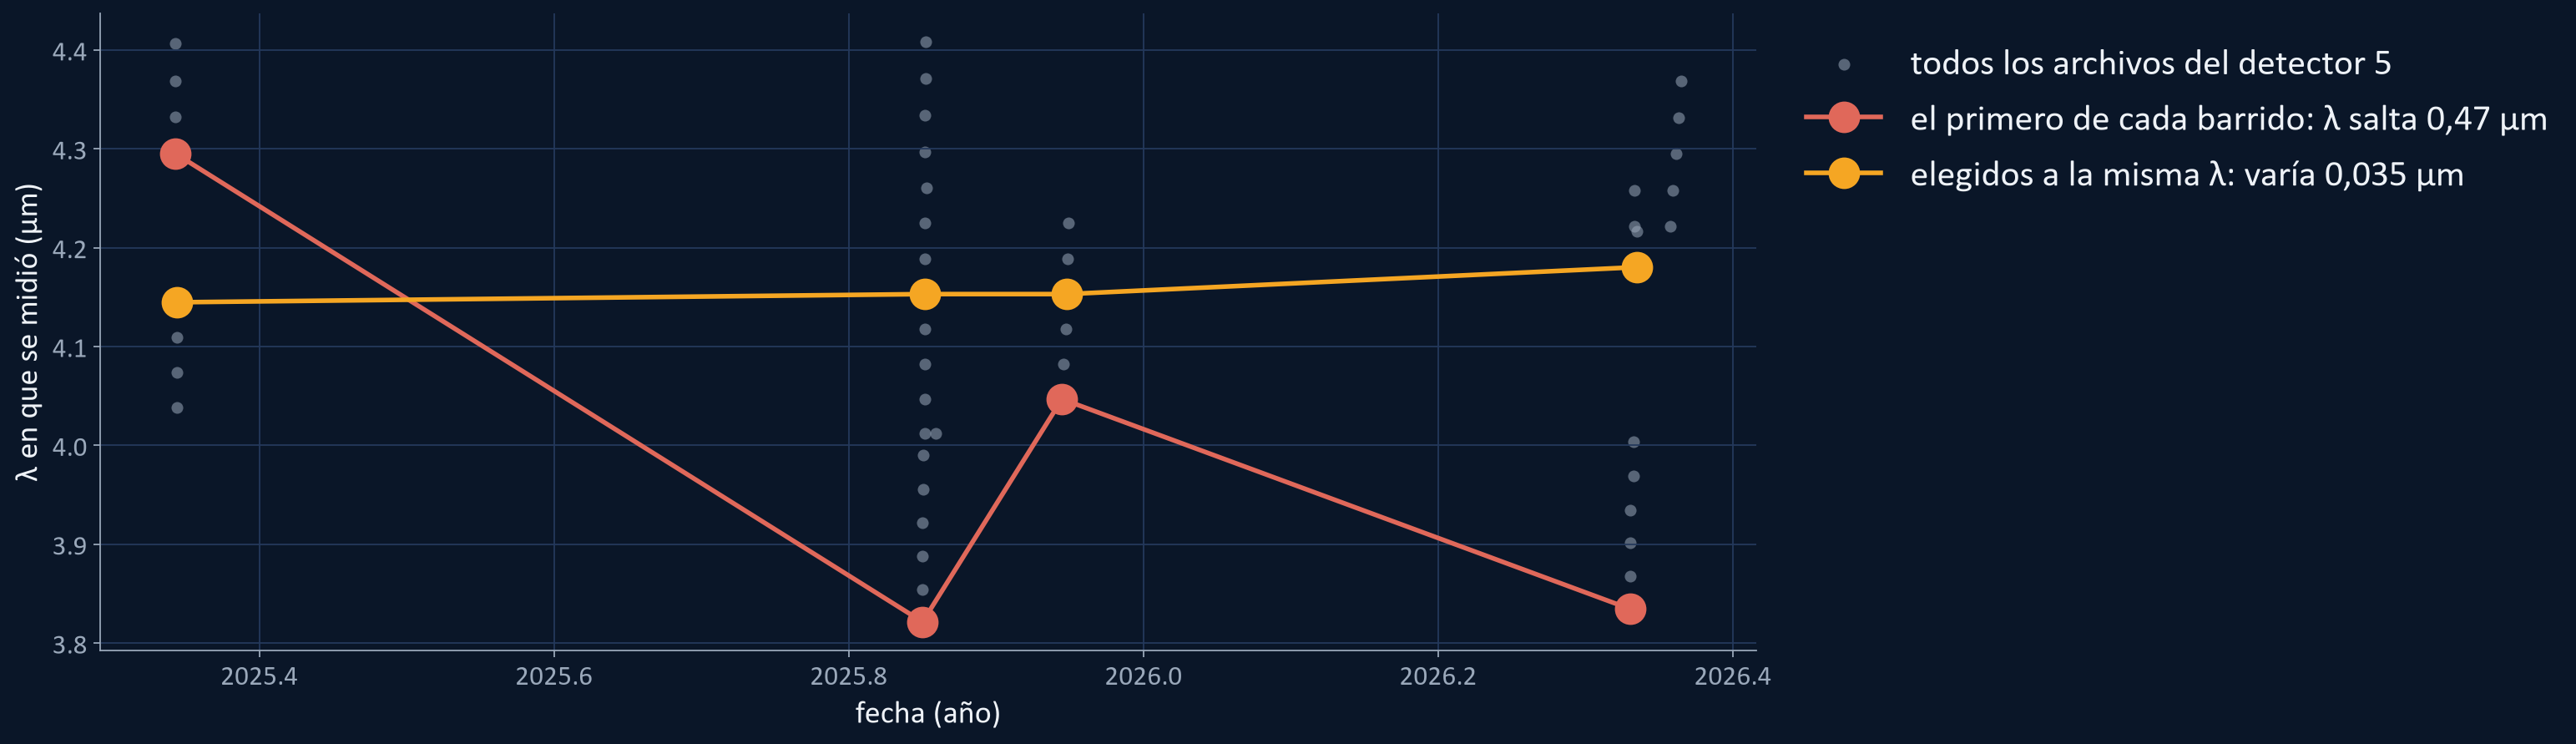 4.4
4.3
4.2
4.1
4.0
3.9
3.8
λ en que se midió (µm)
2025.4 2025.6 2025.8 2026.0 2026.2 2026.4
fecha (año)
todos los archivos del detector 5
el primero de cada barrido: λ salta 0,47 µm
elegidos a la misma λ: varía 0,035 µm